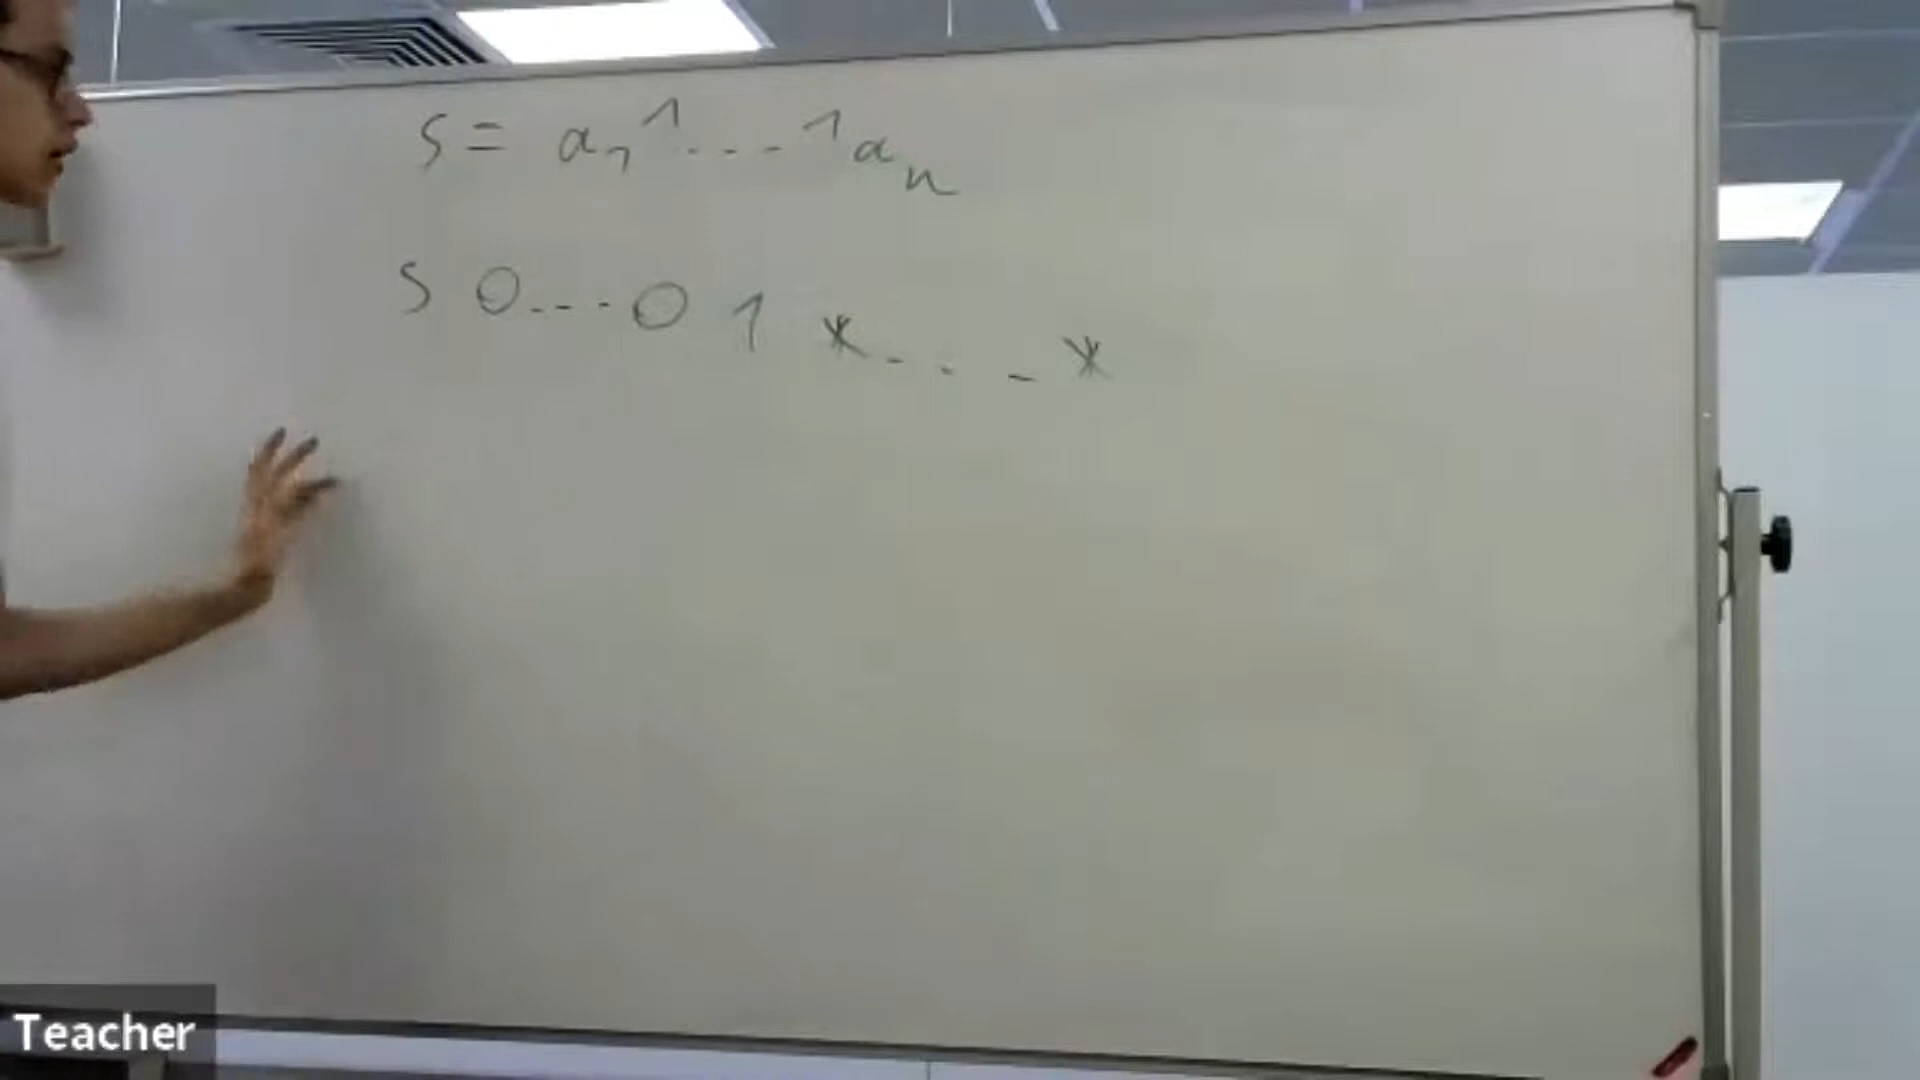 S = a₁^...^aₙ
S 0...0 1 *...*
Teacher